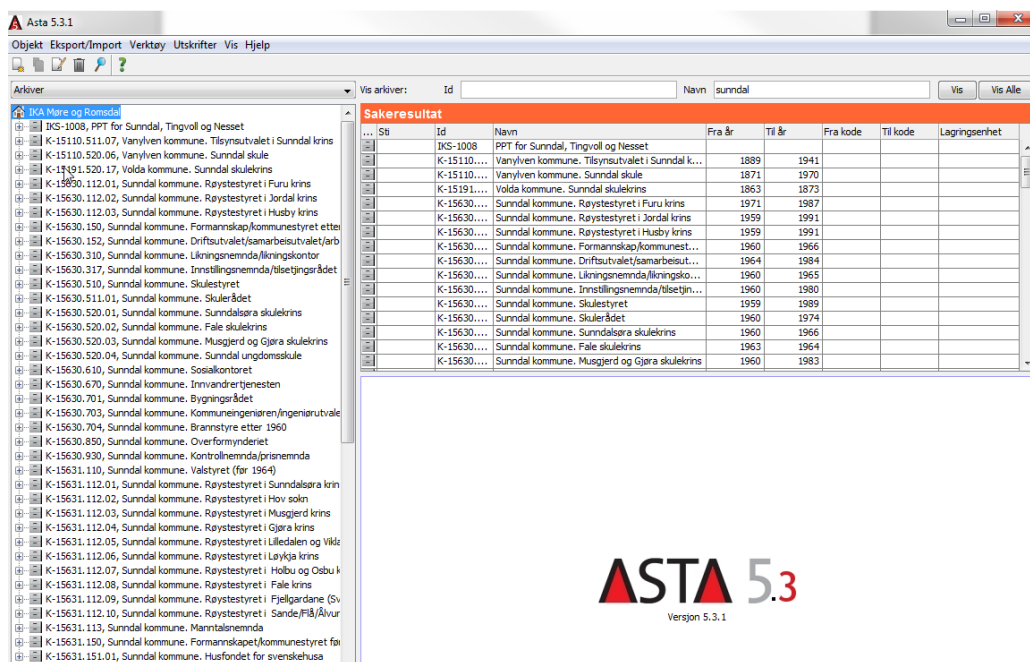 Asta 5.3.1
Objekt Eksport/Import Verktøy Utskrifter Vis Hjelp
Arkiver
Vis arkiver: Id Navn sunndal Vis Vis Alle
IKA Møre og Romsdal
IKS-1008, PPT for Sunndal, Tingvoll og Nesset
K-15110.511.07, Vanylven kommune. Tilsynsutvalet i Sunndal krins
K-15110.520.06, Vanylven kommune. Sunndal skule
K-15191.520.17, Volda kommune. Sunndal skulekrins
K-15630.112.01, Sunndal kommune. Røystestyret i Furu krins
K-15630.112.02, Sunndal kommune. Røystestyret i Jordal krins
K-15630.112.03, Sunndal kommune. Røystestyret i Husby krins
K-15630.150, Sunndal kommune. Formannskap/kommunestyret etter
K-15630.152, Sunndal kommune. Driftsutvalet/samarbeisutvalet/arb
K-15630.310, Sunndal kommune. Likningsnemnda/likningskontor
K-15630.317, Sunndal kommune. Innstillingsnemnda/tilsetjingsrådet
K-15630.510, Sunndal kommune. Skulestyret
K-15630.511.01, Sunndal kommune. Skulerådet
K-15630.520.01, Sunndal kommune. Sunndalsøra skulekrins
K-15630.520.02, Sunndal kommune. Fale skulekrins
K-15630.520.03, Sunndal kommune. Musgjerd og Gjøra skulekrins
K-15630.520.04, Sunndal kommune. Sunndal ungdomsskule
K-15630.610, Sunndal kommune. Sosialkontoret
K-15630.670, Sunndal kommune. Innvandrertjenesten
K-15630.701, Sunndal kommune. Bygningsrådet
K-15630.703, Sunndal kommune. Kommuneingeniøren/ingeniørutvale
K-15630.704, Sunndal kommune. Brannstyre etter 1960
K-15630.850, Sunndal kommune. Overformynderiet
K-15630.930, Sunndal kommune. Kontrollnemnda/prisnemnda
K-15631.110, Sunndal kommune. Valstyret (før 1964)
K-15631.112.01, Sunndal kommune. Røystestyret i Sunndalsøra krin
K-15631.112.02, Sunndal kommune. Røystestyret i Hov sokn
K-15631.112.03, Sunndal kommune. Røystestyret i Musgjerd krins
K-15631.112.04, Sunndal kommune. Røystestyret i Gjøra krins
K-15631.112.05, Sunndal kommune. Røystestyret i Lilledalen og Vikla
K-15631.112.06, Sunndal kommune. Røystestyret i Løykja krins
K-15631.112.07, Sunndal kommune. Røystestyret i Holbu og Osbu k
K-15631.112.08, Sunndal kommune. Røystestyret i Fale krins
K-15631.112.09, Sunndal kommune. Røystestyret i Fjellgardane (Sv
K-15631.112.10, Sunndal kommune. Røystestyret i Sande/Flå/Ålvur
K-15631.113, Sunndal kommune. Manntalsnemnda
K-15631.150, Sunndal kommune. Formannskapet/kommunestyret før
K-15631.151.01, Sunndal kommune. Husfondet for svenskehusa
Søkeresultat
... Sti Id Navn Fra år Til år Fra kode Til kode Lagringsenhet
IKS-1008 PPT for Sunndal, Tingvoll og Nesset
K-15110.... Vanylven kommune. Tilsynsutvalet i Sunndal k... 1889 1941
K-15110.... Vanylven kommune. Sunndal skule 1871 1970
K-15191.... Volda kommune. Sunndal skulekrins 1863 1873
K-15630.... Sunndal kommune. Røystestyret i Furu krins 1971 1987
K-15630.... Sunndal kommune. Røystestyret i Jordal krins 1959 1991
K-15630.... Sunndal kommune. Røystestyret i Husby krins 1959 1991
K-15630.... Sunndal kommune. Formannskap/kommunest... 1960 1966
K-15630.... Sunndal kommune. Driftsutvalet/samarbeisut... 1964 1984
K-15630.... Sunndal kommune. Likningsnemnda/likningsko... 1960 1965
K-15630.... Sunndal kommune. Innstillingsnemnda/tilsetjin... 1960 1980
K-15630.... Sunndal kommune. Skulestyret 1959 1989
K-15630.... Sunndal kommune. Skulerådet 1960 1974
K-15630.... Sunndal kommune. Sunndalsøra skulekrins 1960 1966
K-15630.... Sunndal kommune. Fale skulekrins 1963 1964
K-15630.... Sunndal kommune. Musgjerd og Gjøra skulekrins 1960 1983
ASTA 5.3
Versjon 5.3.1